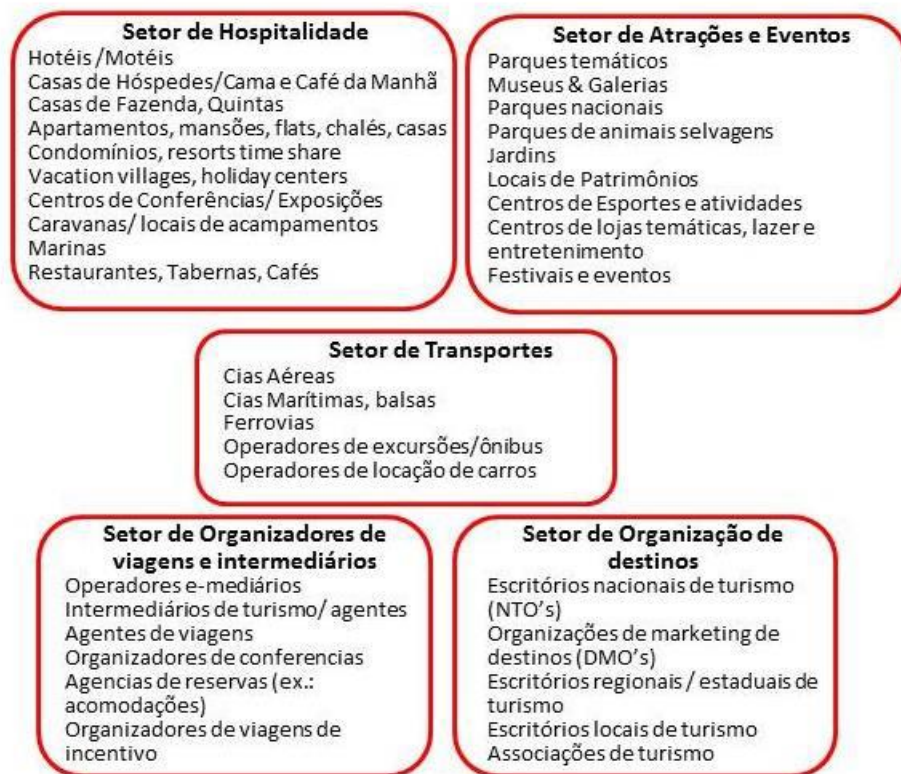 Setor de Hospitalidade
Hotéis /Motéis
Casas de Hóspedes/Cama e Café da Manhã
Casas de Fazenda, Quintas
Apartamentos, mansões, flats, chalés, casas
Condomínios, resorts time share
Vacation villages, holiday centers
Centros de Conferências/ Exposições
Caravanas/ locais de acampamentos
Marinas
Restaurantes, Tabernas, Cafés
Setor de Atrações e Eventos
Parques temáticos
Museus & Galerias
Parques nacionais
Parques de animais selvagens
Jardins
Locais de Patrimônios
Centros de Esportes e atividades
Centros de lojas temáticas, lazer e
entretenimento
Festivais e eventos
Setor de Transportes
Cias Aéreas
Cias Marítimas, balsas
Ferrovias
Operadores de excursões/ônibus
Operadores de locação de carros
Setor de Organizadores de
viagens e intermediários
Operadores e-mediários
Intermediários de turismo/ agentes
Agentes de viagens
Organizadores de conferencias
Agencias de reservas (ex.:
acomodações)
Organizadores de viagens de
incentivo
Setor de Organização de
destinos
Escritórios nacionais de turismo
(NTO’s)
Organizações de marketing de
destinos (DMO’s)
Escritórios regionais / estaduais de
turismo
Escritórios locais de turismo
Associações de turismo